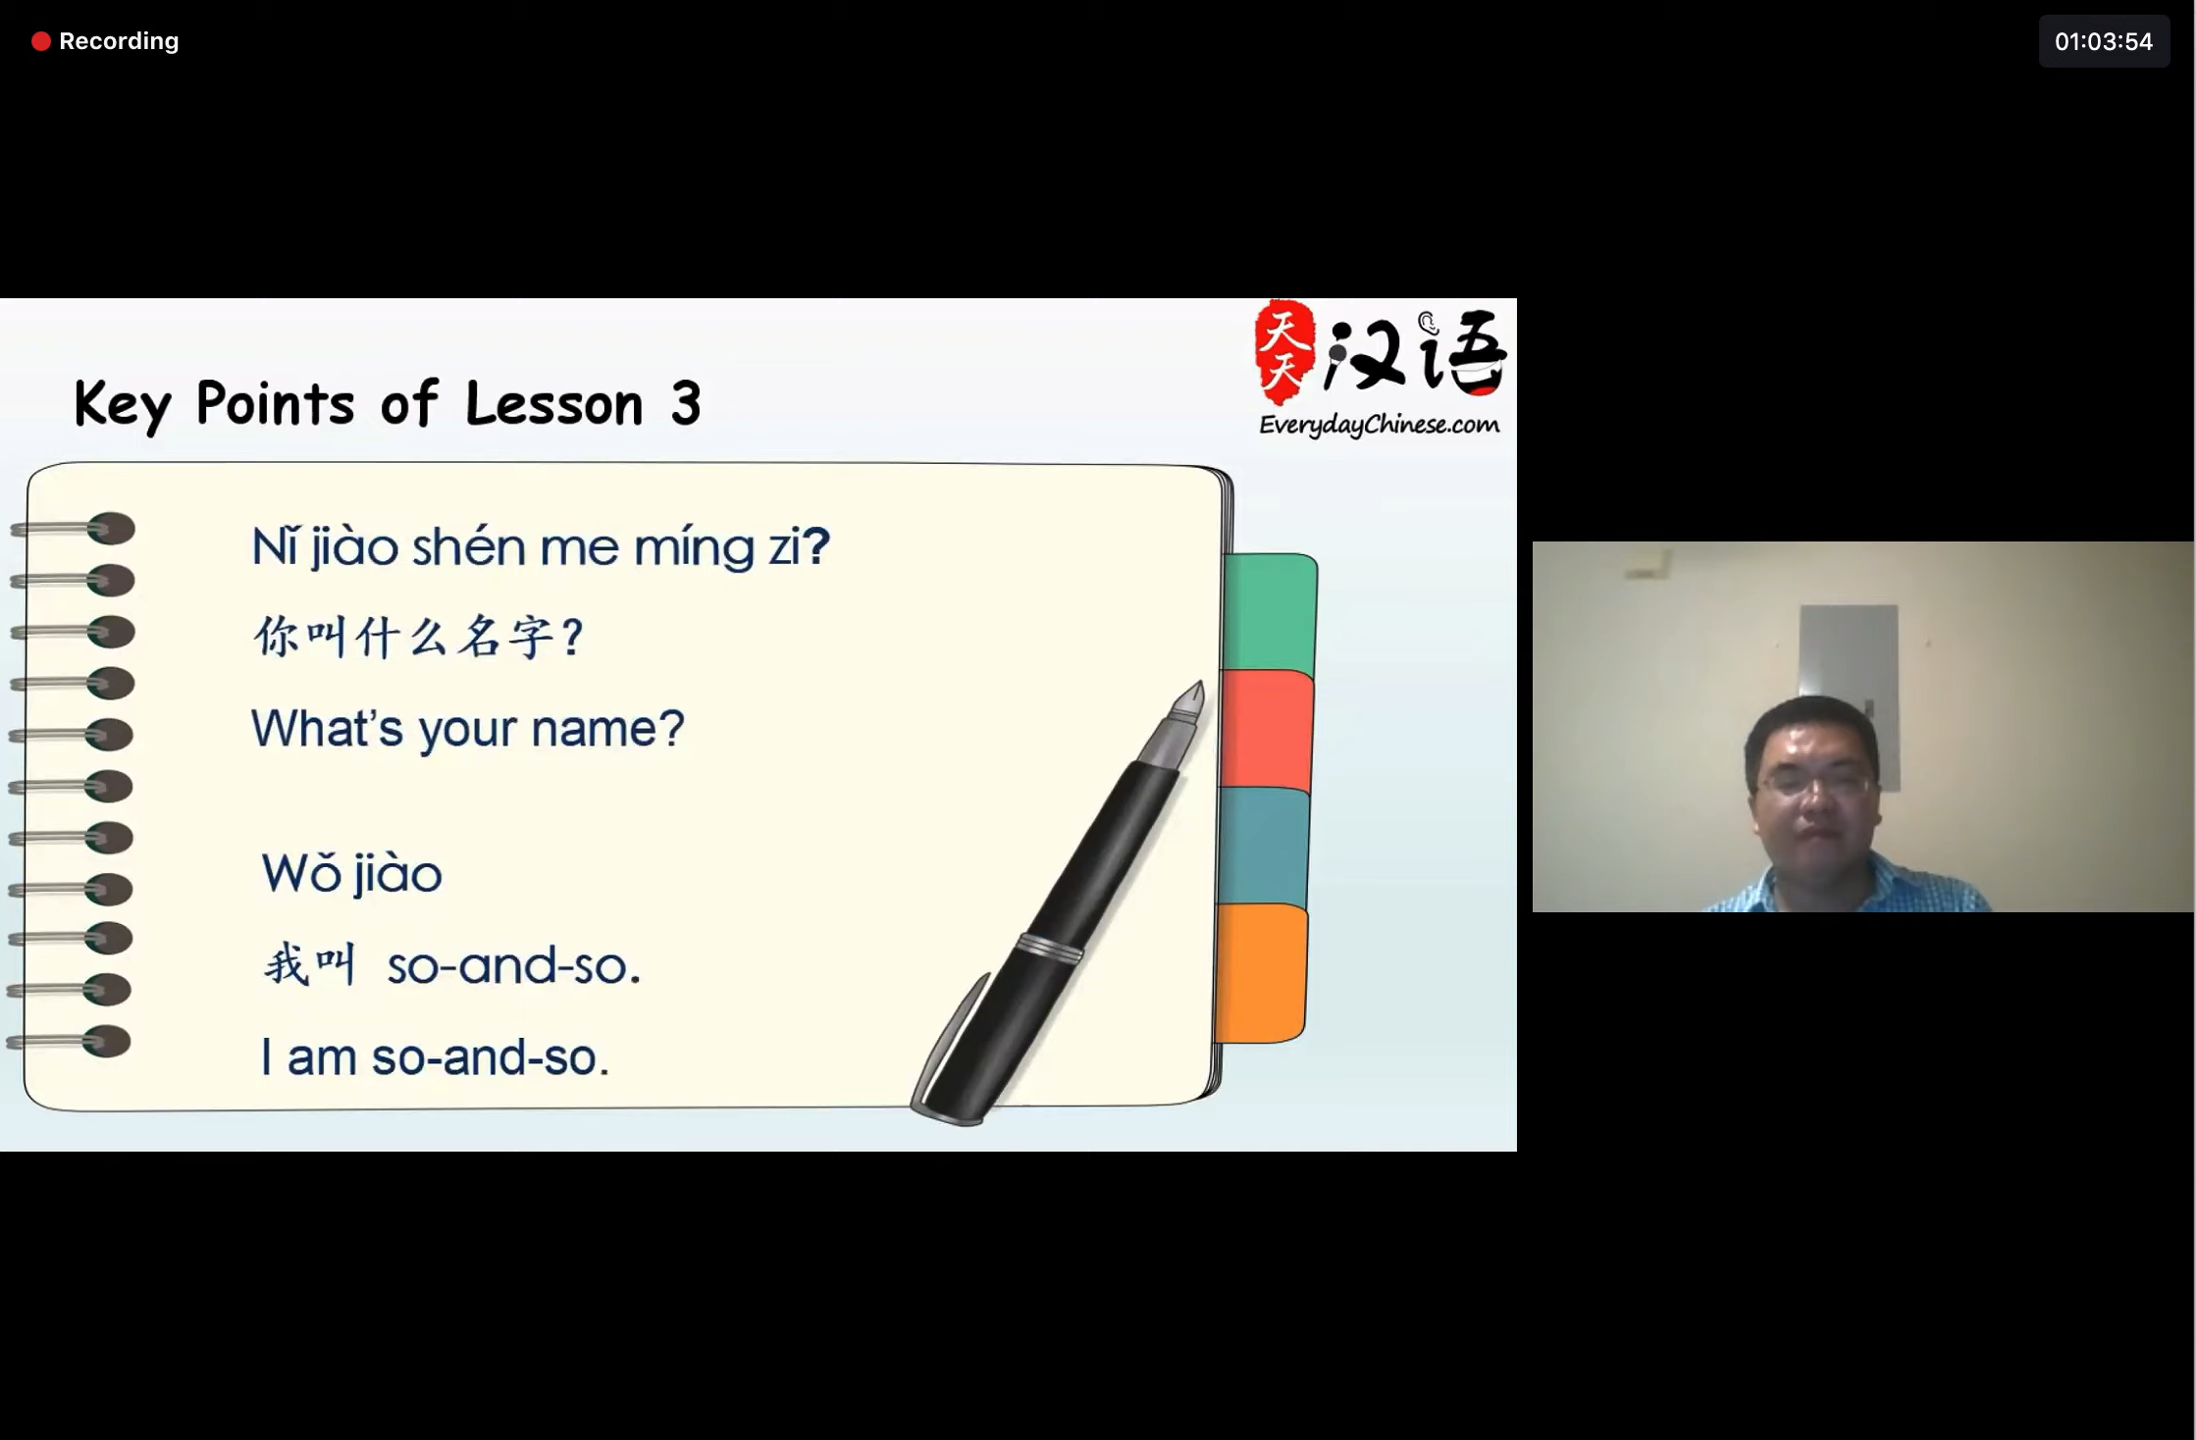 Recording
01:03:54
天天汉语
EverydayChinese.com
Key Points of Lesson 3
Nǐ jiào shén me míng zi?
你叫什么名字?
What's your name?
Wǒ jiào
我叫 so-and-so.
I am so-and-so.